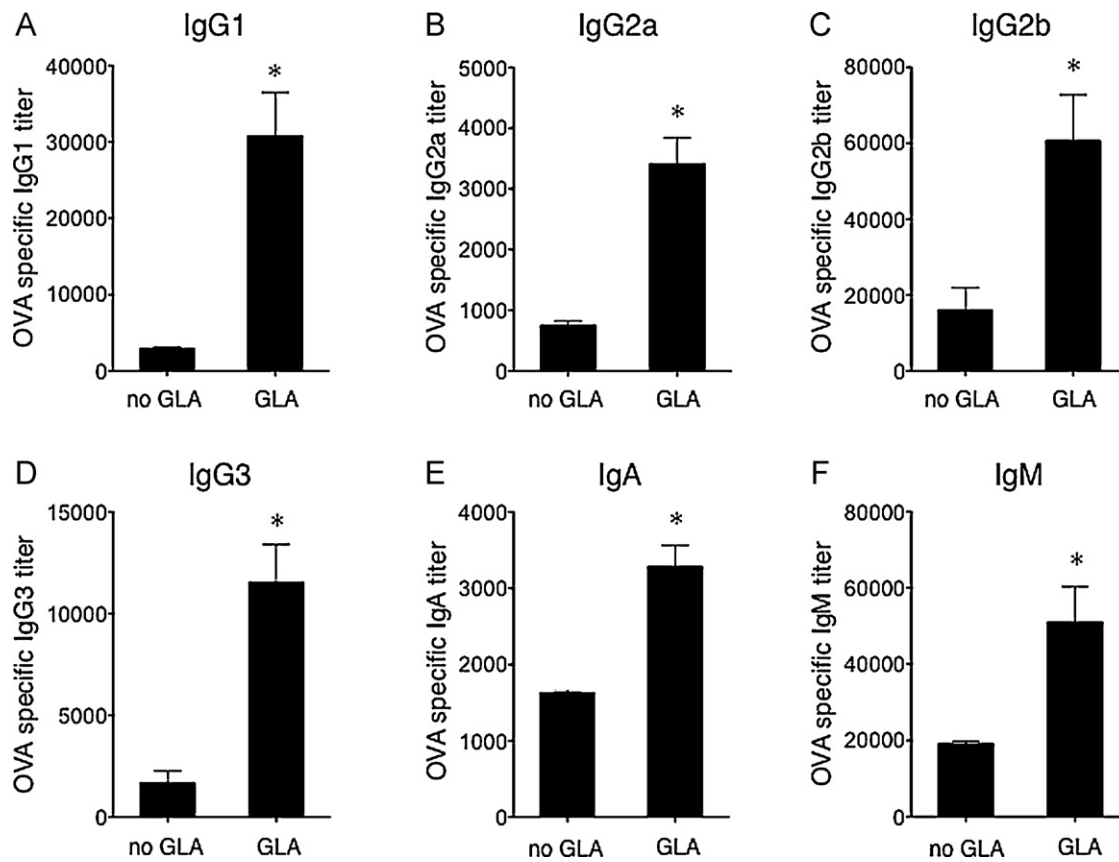 A
IgG1
OVA specific IgG1 titer
40000
30000
20000
10000
0
*
no GLA
GLA
B
IgG2a
OVA specific IgG2a titer
5000
4000
3000
2000
1000
0
*
no GLA
GLA
C
IgG2b
OVA specific IgG2b titer
80000
60000
40000
20000
0
*
no GLA
GLA
D
IgG3
OVA specific IgG3 titer
15000
10000
5000
0
*
no GLA
GLA
E
IgA
OVA specific IgA titer
4000
3000
2000
1000
0
*
no GLA
GLA
F
IgM
OVA specific IgM titer
80000
60000
40000
20000
0
*
no GLA
GLA